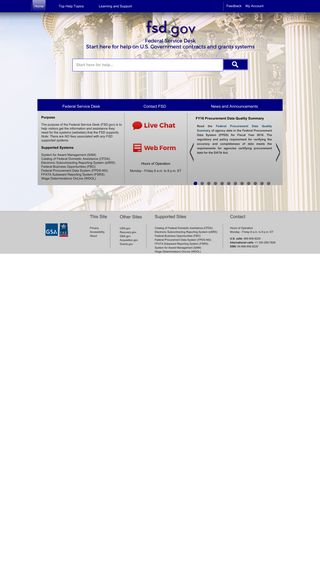 Home Top Help Topics Learning and Support Feedback My Account
fsd.gov
Federal Service Desk
Start here for help on U.S. Government contracts and grants systems
Start here for help...
Federal Service Desk Contact FSD News and Announcements
Purpose
The purpose of the Federal Service Desk (FSD.gov) is to
help visitors get the information and assistance they
need for the systems (websites) that the FSD supports.
Note: There are NO fees associated with any FSD
supported systems.
Supported Systems
System for Award Management (SAM)
Catalog of Federal Domestic Assistance (CFDA)
Electronic Subcontracting Reporting System (eSRS)
Federal Business Opportunities (FBO)
Federal Procurement Data System (FPDS-NG)
FFATA Subaward Reporting System (FSRS)
Wage Determinations OnLine (WDOL)
Live Chat
Web Form
Hours of Operation
Monday - Friday 8 a.m. to 8 p.m. ET
FY16 Procurement Data Quality Summary
Read the Federal Procurement Data Quality
Summary of agency data in the Federal Procurement
Data System (FPDS) for Fiscal Year 2016. The
regulatory and policy requirement for verifying the
accuracy and completeness of data meets the
requirements for agencies certifying procurement
data for the DATA Act.
GSA
This Site
Privacy
Accessibility
About
Other Sites
USA.gov
Recovery.gov
GSA.gov
Acquisition.gov
Grants.gov
Supported Sites
Catalog of Federal Domestic Assistance (CFDA)
Electronic Subcontracting Reporting System (eSRS)
Federal Business Opportunities (FBO)
Federal Procurement Data System (FPDS-NG)
FFATA Subaward Reporting System (FSRS)
System for Award Management (SAM)
Wage Determinations OnLine (WDOL)
Contact
Hours of Operation
Monday - Friday 8 a.m. to 8 p.m. ET
U.S. calls: 866-606-8220
International calls: +1 334-206-7828
DSN: 94-866-606-8220